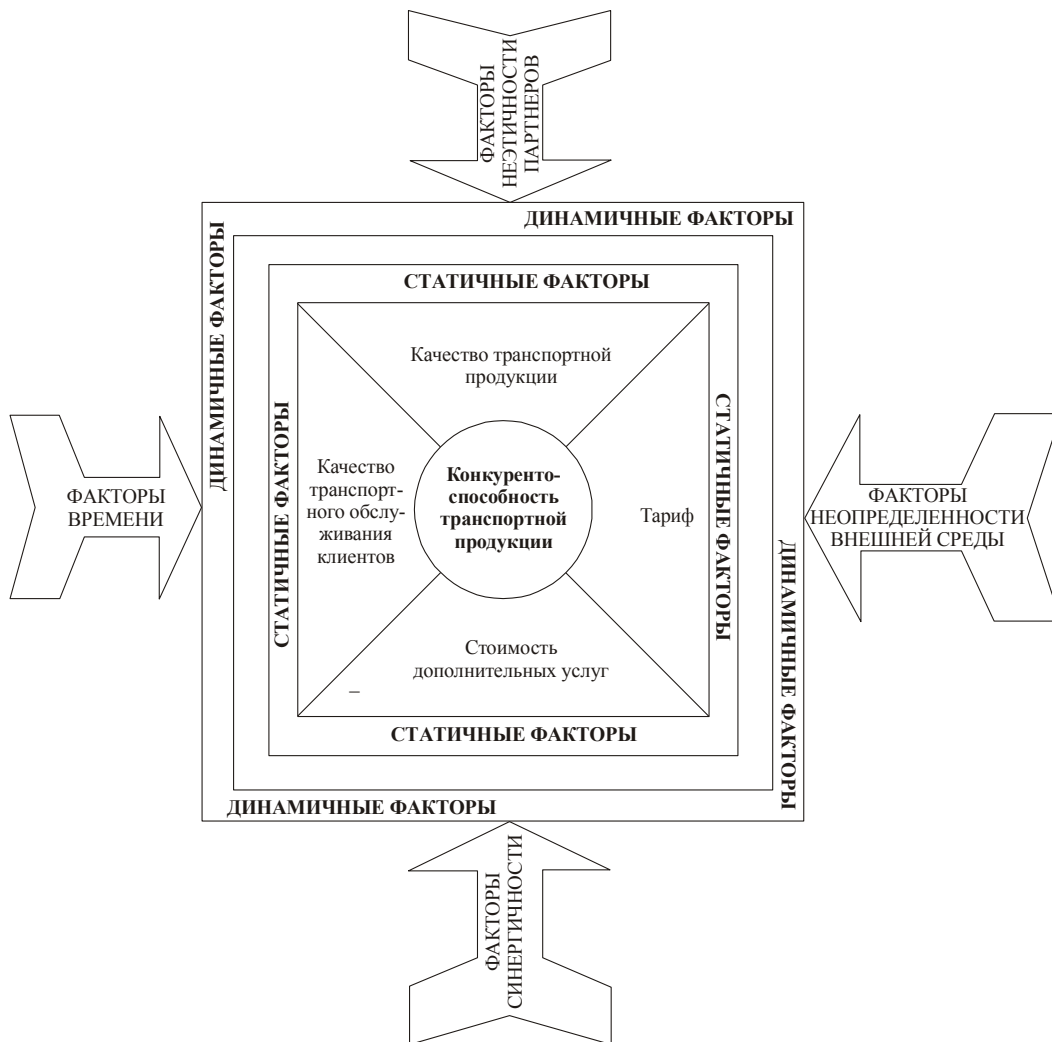 ФАКТОРЫ
НЕЭТИЧНОСТИ
ПАРТНЕРОВ
ДИНАМИЧНЫЕ ФАКТОРЫ
ДИНАМИЧНЫЕ ФАКТОРЫ
СТАТИЧНЫЕ ФАКТОРЫ
Качество транспортной
продукции
СТАТИЧНЫЕ ФАКТОРЫ
СТАТИЧНЫЕ ФАКТОРЫ
ФАКТОРЫ
ВРЕМЕНИ
Качество
транспорт-
ного обслу-
живания
клиентов
Конкуренто-
способность
транспортной
продукции
Тариф
ФАКТОРЫ
НЕОПРЕДЕЛЕННОСТИ
ВНЕШНЕЙ СРЕДЫ
ДИНАМИЧНЫЕ ФАКТОРЫ
Стоимость
дополнительных услуг
–
СТАТИЧНЫЕ ФАКТОРЫ
ДИНАМИЧНЫЕ ФАКТОРЫ
ФАКТОРЫ
СИНЕРГИЧНОСТИ